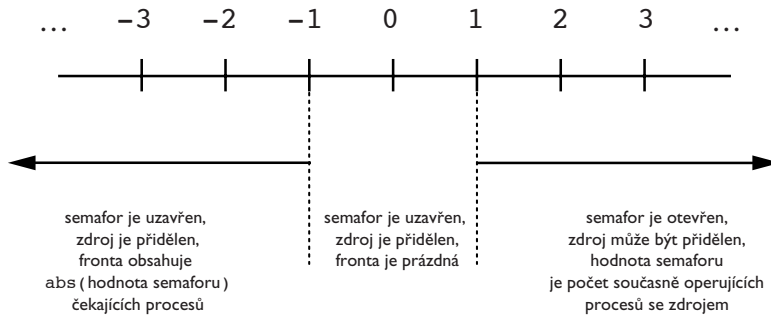 ... -3 -2 -1 0 1 2 3 ...
semafor je uzavřen,
zdroj je přidělen,
fronta obsahuje
abs(hodnota semaforu)
čekajících procesů
semafor je uzavřen,
zdroj je přidělen,
fronta je prázdná
semafor je otevřen,
zdroj může být přidělen,
hodnota semaforu
je počet současně operujících
procesů se zdrojem